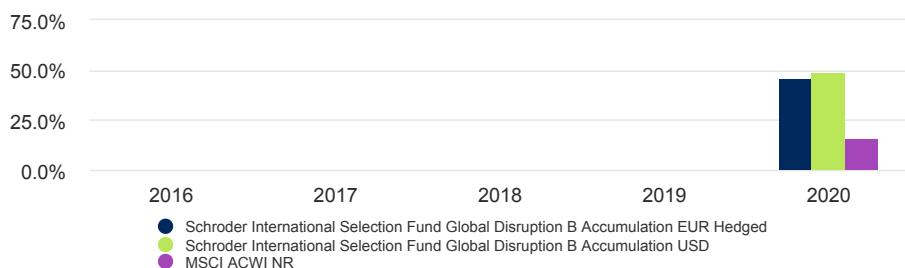 75.0%
50.0%
25.0%
0.0%
2016 2017 2018 2019 2020
Schroder International Selection Fund Global Disruption B Accumulation EUR Hedged
Schroder International Selection Fund Global Disruption B Accumulation USD
MSCI ACWI NR